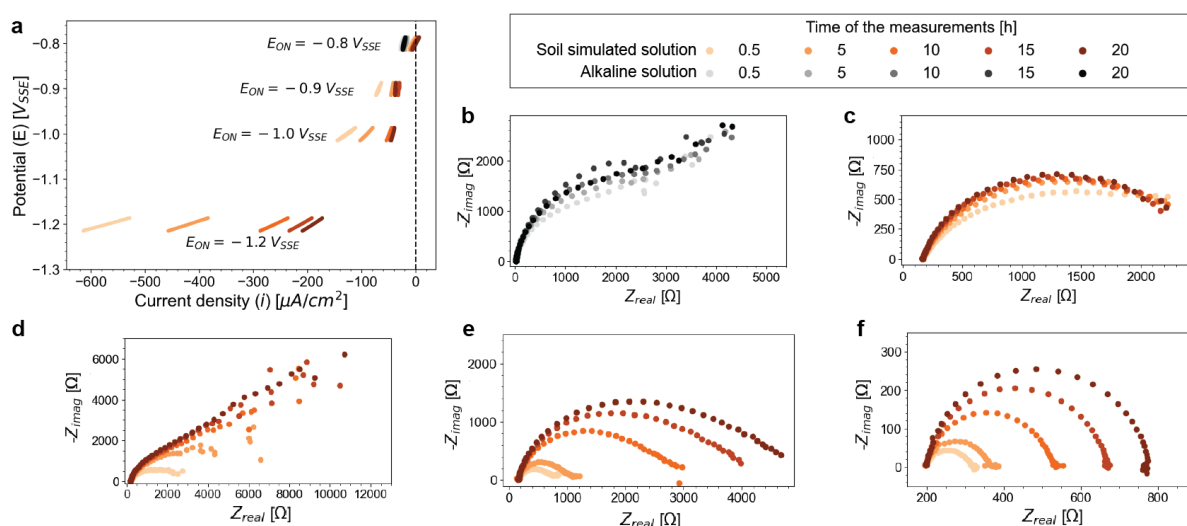 a
Potential (E) [V_SSE]
−0.8
−0.9
−1.0
−1.1
−1.2
−1.3
E_ON = −0.8 V_SSE
E_ON = −0.9 V_SSE
E_ON = −1.0 V_SSE
E_ON = −1.2 V_SSE
−600 −500 −400 −300 −200 −100 0
Current density (i) [μA/cm²]
Time of the measurements [h]
Soil simulated solution 0.5 5 10 15 20
Alkaline solution 0.5 5 10 15 20
b
-Z_imag [Ω]
2000
1000
0
0 1000 2000 3000 4000 5000
Z_real [Ω]
c
-Z_imag [Ω]
1000
750
500
250
0
500 1000 1500 2000
Z_real [Ω]
d
-Z_imag [Ω]
6000
4000
2000
0
0 2000 4000 6000 8000 10000 12000
Z_real [Ω]
e
-Z_imag [Ω]
2000
1000
0
0 1000 2000 3000 4000
Z_real [Ω]
f
-Z_imag [Ω]
300
200
100
0
200 400 600 800
Z_real [Ω]